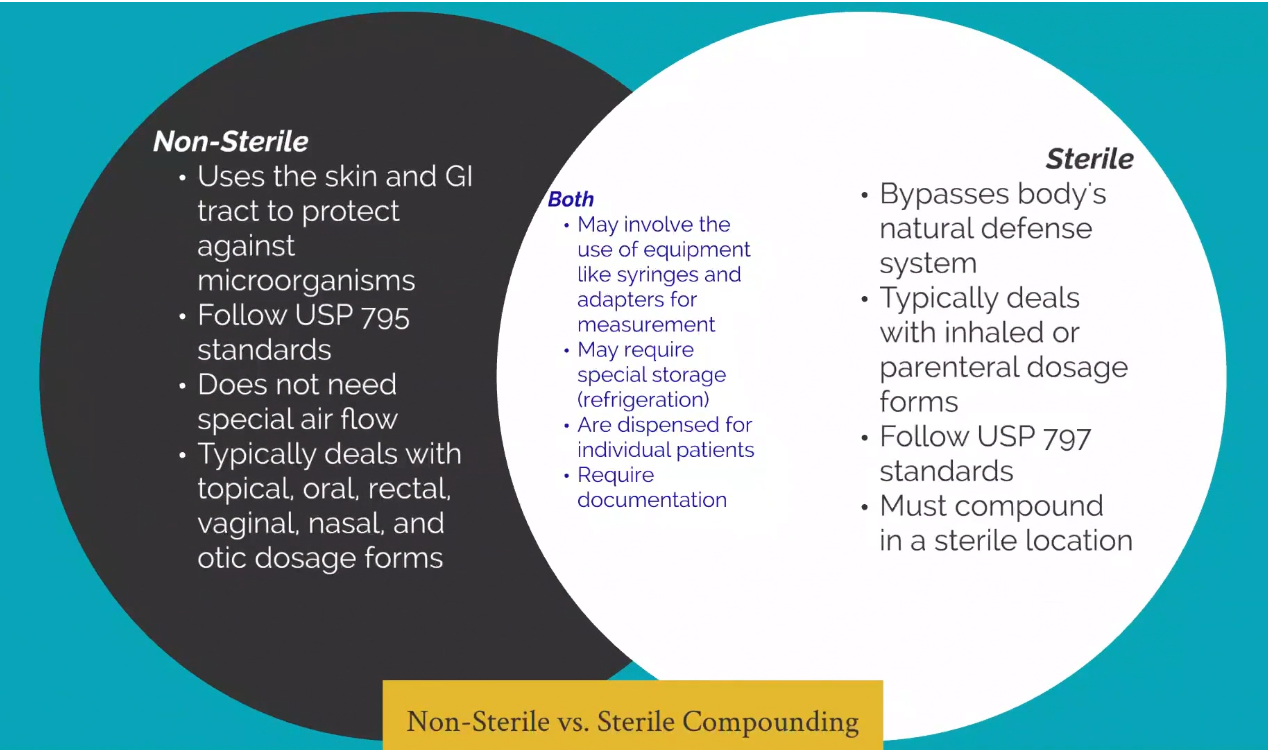 Non-Sterile
• Uses the skin and GI
tract to protect
against
microorganisms
• Follow USP 795
standards
• Does not need
special air flow
• Typically deals with
topical, oral, rectal,
vaginal, nasal, and
otic dosage forms
Both
• May involve the
use of equipment
like syringes and
adapters for
measurement
• May require
special storage
(refrigeration)
• Are dispensed for
individual patients
• Require
documentation
Sterile
• Bypasses body's
natural defense
system
• Typically deals
with inhaled or
parenteral dosage
forms
• Follow USP 797
standards
• Must compound
in a sterile location
Non-Sterile vs. Sterile Compounding